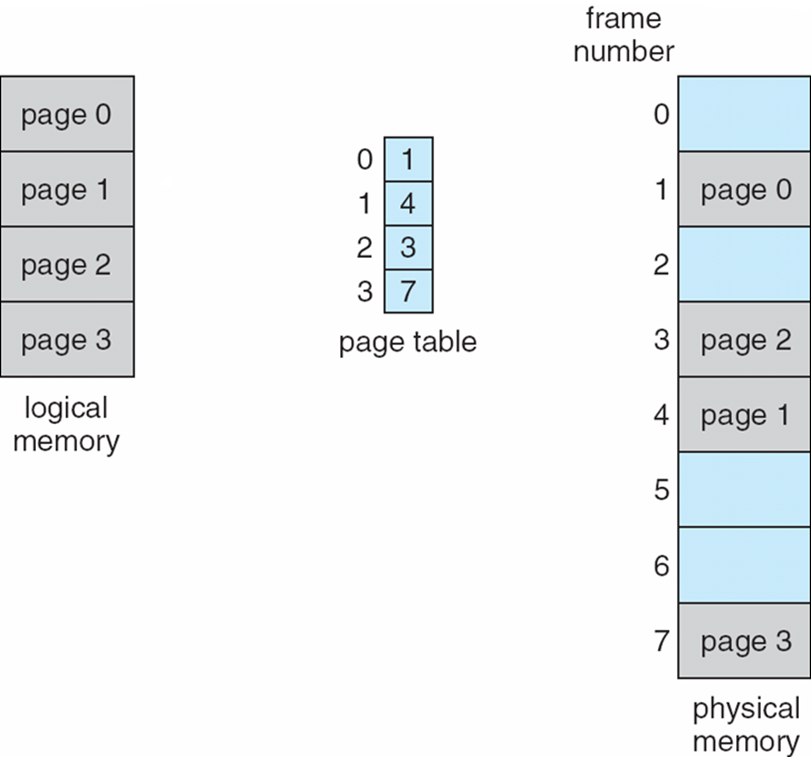 frame
number
page 0
page 1
page 2
page 3
logical
memory
0 1
1 4
2 3
3 7
page table
0
1 page 0
2
3 page 2
4 page 1
5
6
7 page 3
physical
memory